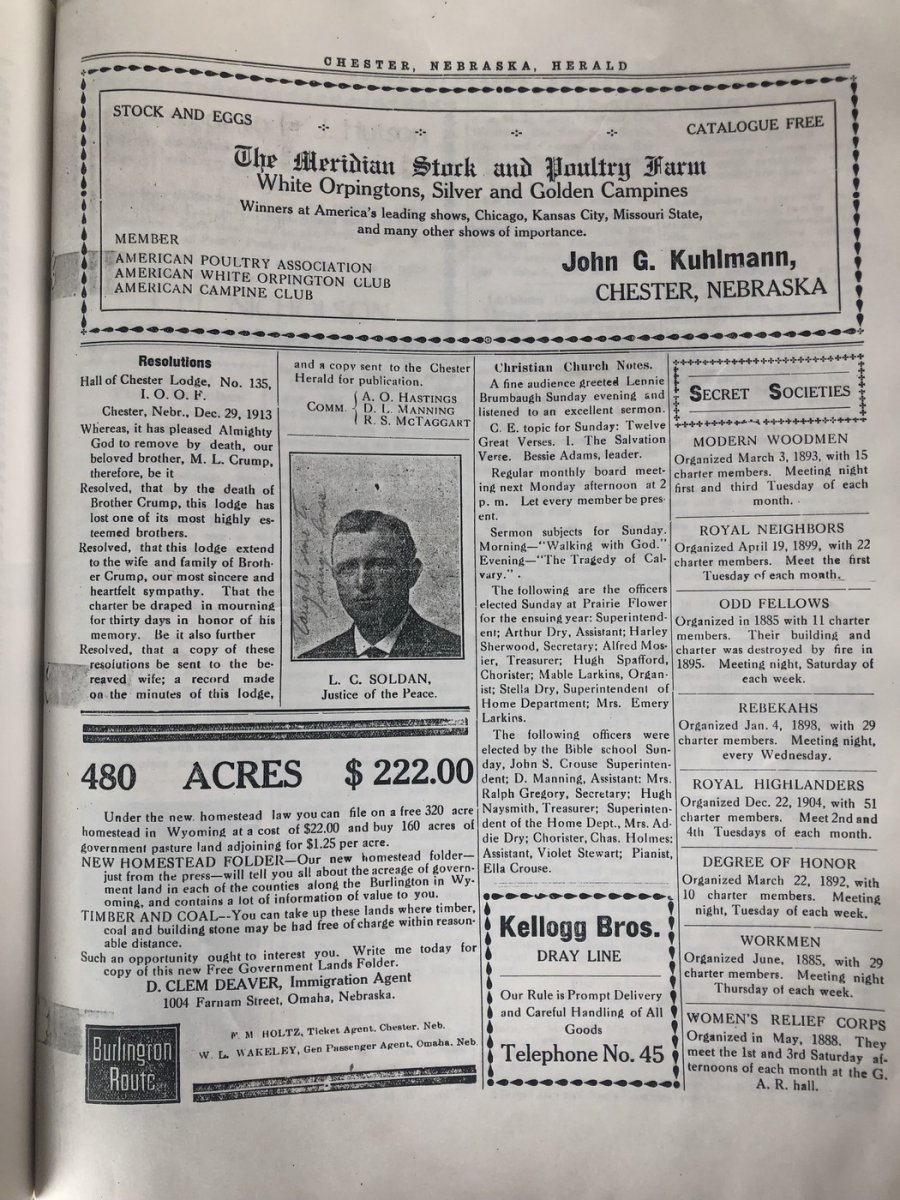 CHESTER, NEBRASKA, HERALD
STOCK AND EGGS
CATALOGUE FREE
The Meridian Stock and Poultry Farm
White Orpingtons, Silver and Golden Campines
Winners at America's leading shows, Chicago, Kansas City, Missouri State,
and many other shows of importance.
MEMBER
AMERICAN POULTRY ASSOCIATION
AMERICAN WHITE ORPINGTON CLUB
AMERICAN CAMPINE CLUB
John G. Kuhlmann,
CHESTER, NEBRASKA
Resolutions
Hall of Chester Lodge, No. 135,
I. O. O. F.
Chester, Nebr., Dec. 29, 1913
Whereas, it has pleased Almighty
God to remove by death, our
beloved brother, M. L. Crump,
therefore, be it
Resolved, that by the death of
Brother Crump, this lodge has
lost one of its most highly es-
teemed brothers.
Resolved, that this lodge extend
to the wife and family of Broth-
er Crump, our most sincere and
heartfelt sympathy. That the
charter be draped in mourning
for thirty days in honor of his
memory. Be it also further
Resolved, that a copy of these
resolutions be sent to the be-
reaved wife; a record made
on the minutes of this lodge,
and a copy sent to the Chester
Herald for publication.
COMM. { A. O. HASTINGS
D. L. MANNING
R. S. McTAGGART
L. C. SOLDAN,
Justice of the Peace.
480 ACRES $222.00
Under the new homestead law you can file on a free 320 acre
homestead in Wyoming at a cost of $22.00 and buy 160 acres of
government pasture land adjoining for $1.25 per acre.
NEW HOMESTEAD FOLDER—Our new homestead folder—
just from the press—will tell you all about the acreage of govern-
ment land in each of the counties along the Burlington in Wy-
oming, and contains a lot of information of value to you.
TIMBER AND COAL--You can take up these lands where timber,
coal and building stone may be had free of charge within reason-
able distance.
Such an opportunity ought to interest you. Write me today for
copy of this new Free Government Lands Folder.
D. CLEM DEAVER, Immigration Agent
1004 Farnam Street, Omaha, Nebraska.
Burlington
Route
F. M HOLTZ, Ticket Agent, Chester, Neb.
W. L. WAKELEY, Gen Passenger Agent, Omaha, Neb
Christian Church Notes.
A fine audience greeted Lennie
Brumbaugh Sunday evening and
listened to an excellent sermon.
C. E. topic for Sunday: Twelve
Great Verses. I. The Salvation
Verse. Bessie Adams, leader.
Regular monthly board meet-
ing next Monday afternoon at 2
p. m. Let every member be pres-
ent.
Sermon subjects for Sunday.
Morning—"Walking with God."
Evening—"The Tragedy of Cal-
vary."
The following are the officers
elected Sunday at Prairie Flower
for the ensuing year: Superintend-
ent; Arthur Dry, Assistant; Harley
Sherwood, Secretary; Alfred Mos-
ier, Treasurer; Hugh Spafford,
Chorister; Mable Larkins, Organ-
ist; Stella Dry, Superintendent of
Home Department; Mrs. Emery
Larkins.
The following officers were
elected by the Bible school Sun-
day, John S. Crouse Superinten-
dent; D. Manning, Assistant: Mrs.
Ralph Gregory, Secretary; Hugh
Naysmith, Treasurer; Superinten-
dent of the Home Dept., Mrs. Ad-
die Dry; Chorister, Chas. Holmes;
Assistant, Violet Stewart; Pianist,
Ella Crouse.
Kellogg Bros.
DRAY LINE
Our Rule is Prompt Delivery
and Careful Handling of All
Goods
Telephone No. 45
SECRET SOCIETIES
MODERN WOODMEN
Organized March 3, 1893, with 15
charter members. Meeting night
first and third Tuesday of each
month.
ROYAL NEIGHBORS
Organized April 19, 1899, with 22
charter members. Meet the first
Tuesday of each month.
ODD FELLOWS
Organized in 1885 with 11 charter
members. Their building and
charter was destroyed by fire in
1895. Meeting night, Saturday of
each week.
REBEKAHS
Organized Jan. 4, 1898, with 29
charter members. Meeting night,
every Wednesday.
ROYAL HIGHLANDERS
Organized Dec. 22, 1904, with 51
charter members. Meet 2nd and
4th Tuesdays of each month.
DEGREE OF HONOR
Organized March 22, 1892, with
10 charter members. Meeting
night, Tuesday of each week.
WORKMEN
Organized June, 1885, with 29
charter members. Meeting night
Thursday of each week.
WOMEN'S RELIEF CORPS
Organized in May, 1888. They
meet the 1st and 3rd Saturday af-
ternoons of each month at the G.
A. R. hall.